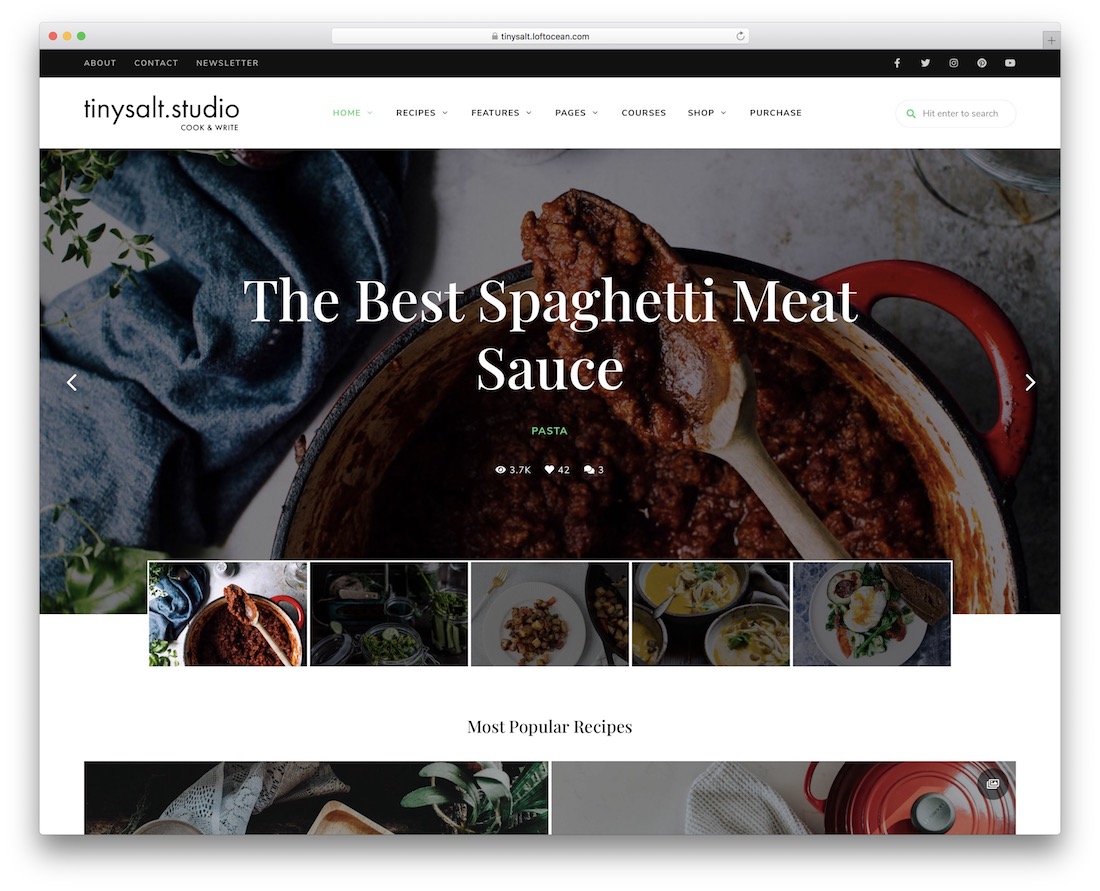 tinysalt.loftocean.com
ABOUT CONTACT NEWSLETTER
tinysalt.studio
COOK & WRITE
HOME RECIPES FEATURES PAGES COURSES SHOP PURCHASE
Hit enter to search
The Best Spaghetti Meat
Sauce
PASTA
3.7K 42 3
Most Popular Recipes